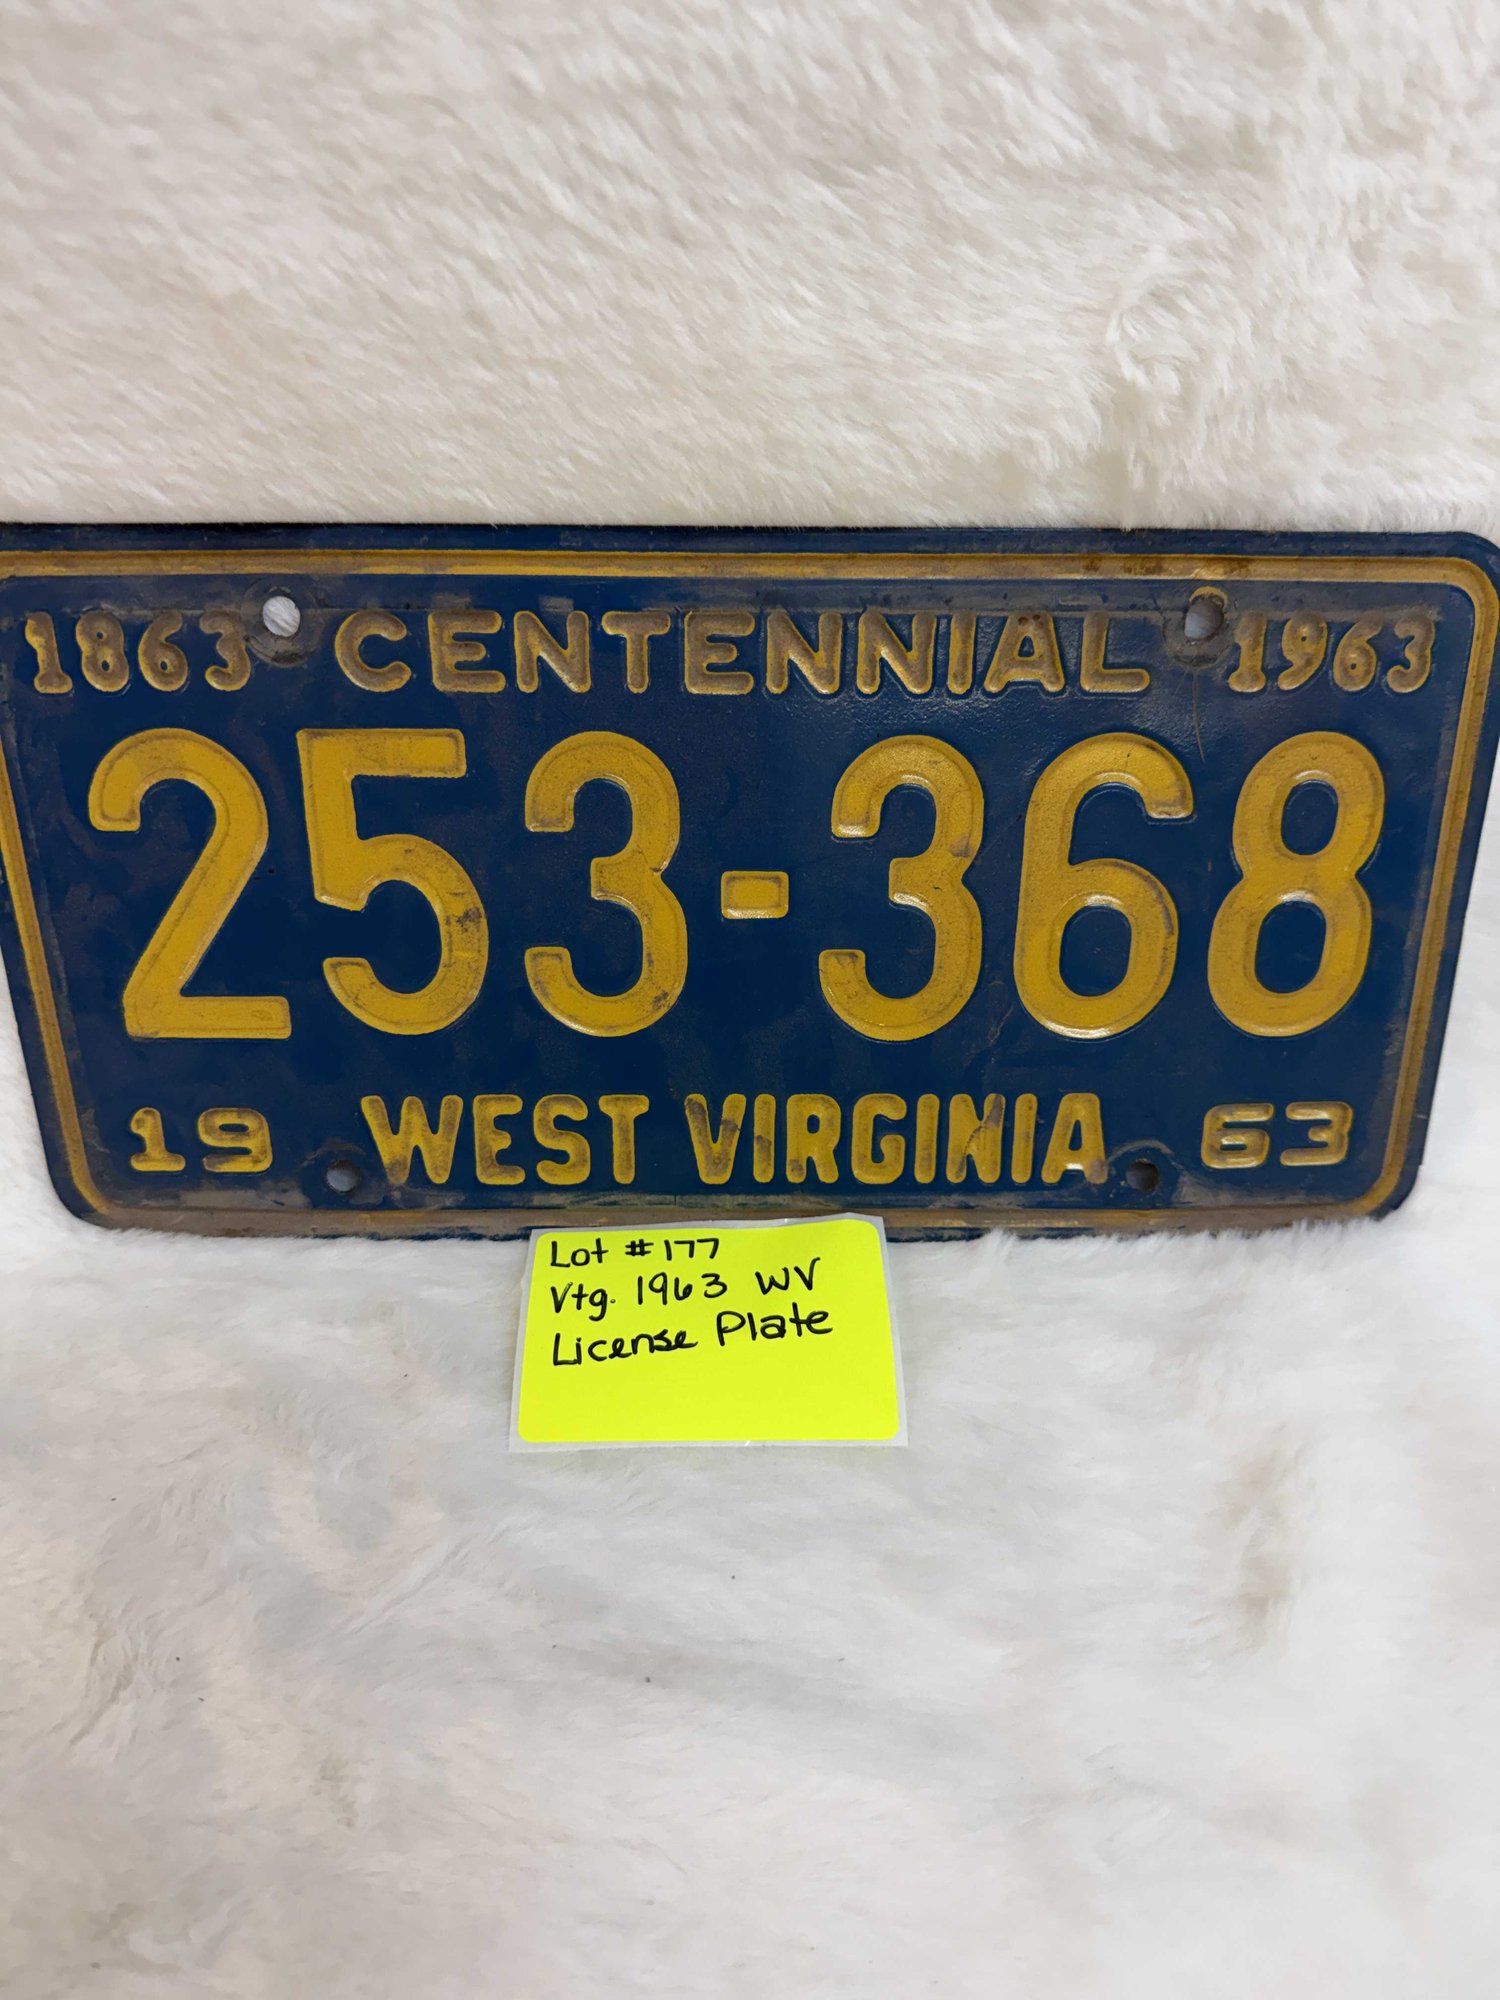 1863 CENTENNIAL 1963
253-368
19 WEST VIRGINIA 63
Lot #177
Vtg. 1963 WV
License Plate